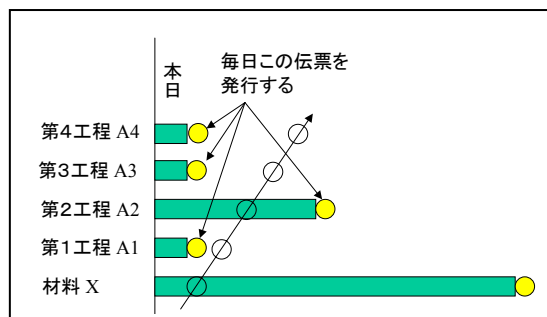 本日
毎日この伝票を
発行する
第4工程 A4
第3工程 A3
第2工程 A2
第1工程 A1
材料 X